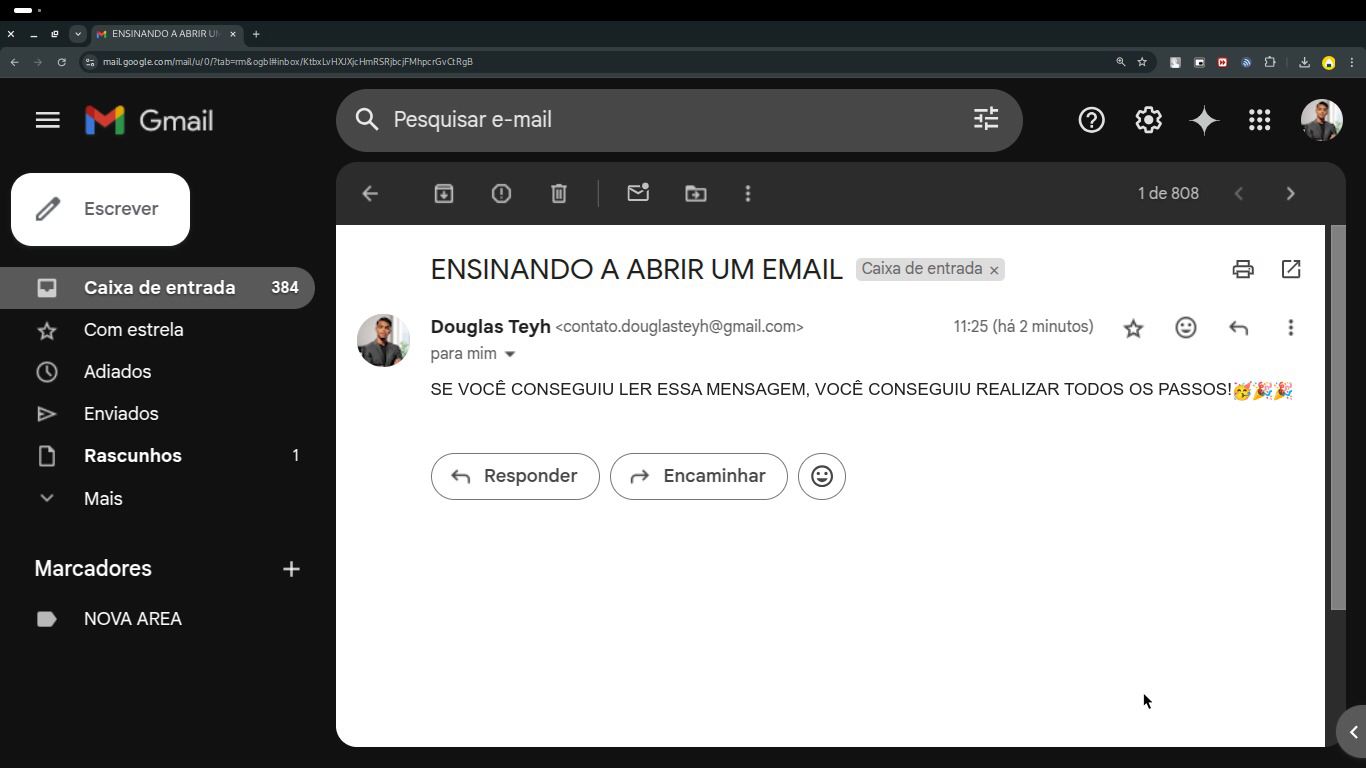 ENSINANDO A ABRIR UM
mail.google.com/mail/u/0/?tab=rm&ogbl#inbox/KtbxLvHXJXjcHmRSRjbcjFMhpcrGvCtRgB
Gmail
Pesquisar e-mail
Escrever
1 de 808
Caixa de entrada 384
Com estrela
Adiados
Enviados
Rascunhos 1
Mais
Marcadores
NOVA AREA
ENSINANDO A ABRIR UM EMAIL Caixa de entrada
Douglas Teyh <contato.douglasteyh@gmail.com> 11:25 (há 2 minutos)
para mim
SE VOCÊ CONSEGUIU LER ESSA MENSAGEM, VOCÊ CONSEGUIU REALIZAR TODOS OS PASSOS!🥳🎉🎉
Responder Encaminhar